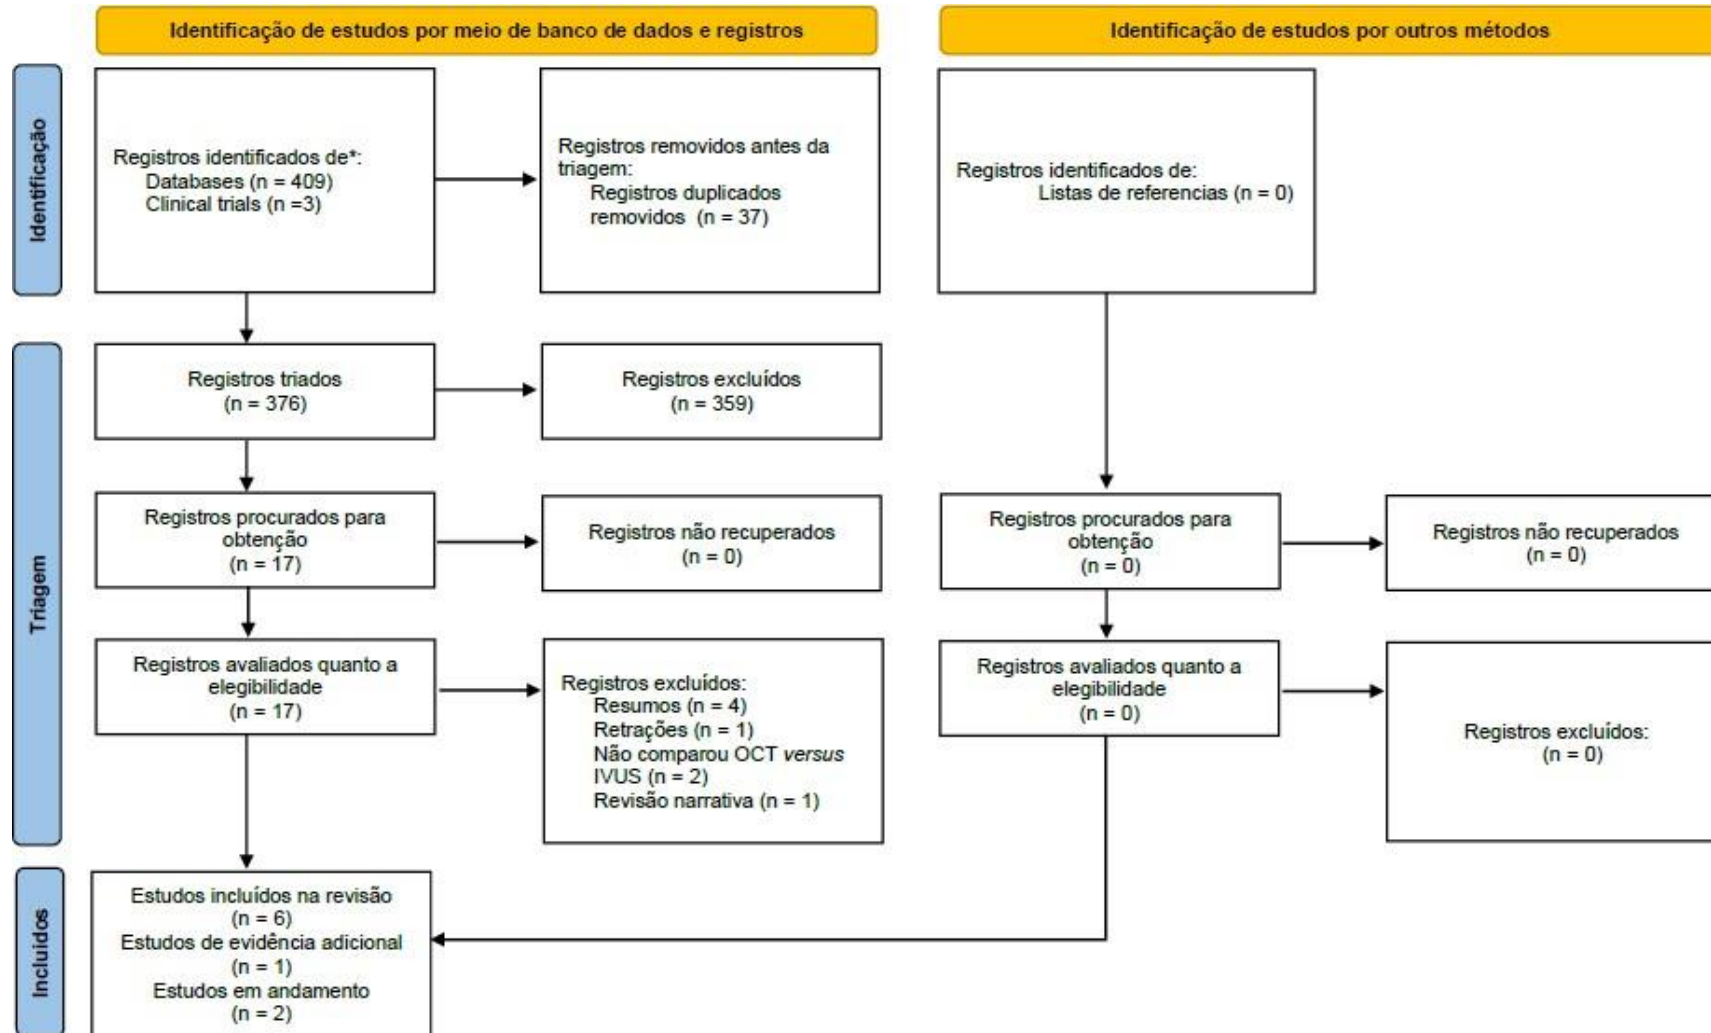 Identificação de estudos por meio de banco de dados e registros
Identificação de estudos por outros métodos
Identificação
Registros identificados de*:
Databases (n = 409)
Clinical trials (n =3)
Registros removidos antes da
triagem:
Registros duplicados
removidos (n = 37)
Registros identificados de:
Listas de referencias (n = 0)
Triagem
Registros triados
(n = 376)
Registros excluídos
(n = 359)
Registros procurados para
obtenção
(n = 17)
Registros não recuperados
(n = 0)
Registros procurados para
obtenção
(n = 0)
Registros não recuperados
(n = 0)
Registros avaliados quanto a
elegibilidade
(n = 17)
Registros excluídos:
Resumos (n = 4)
Retrações (n = 1)
Não comparou OCT versus
IVUS (n = 2)
Revisão narrativa (n = 1)
Registros avaliados quanto a
elegibilidade
(n = 0)
Registros excluídos:
(n = 0)
Incluídos
Estudos incluídos na revisão
(n = 6)
Estudos de evidência adicional
(n = 1)
Estudos em andamento
(n = 2)